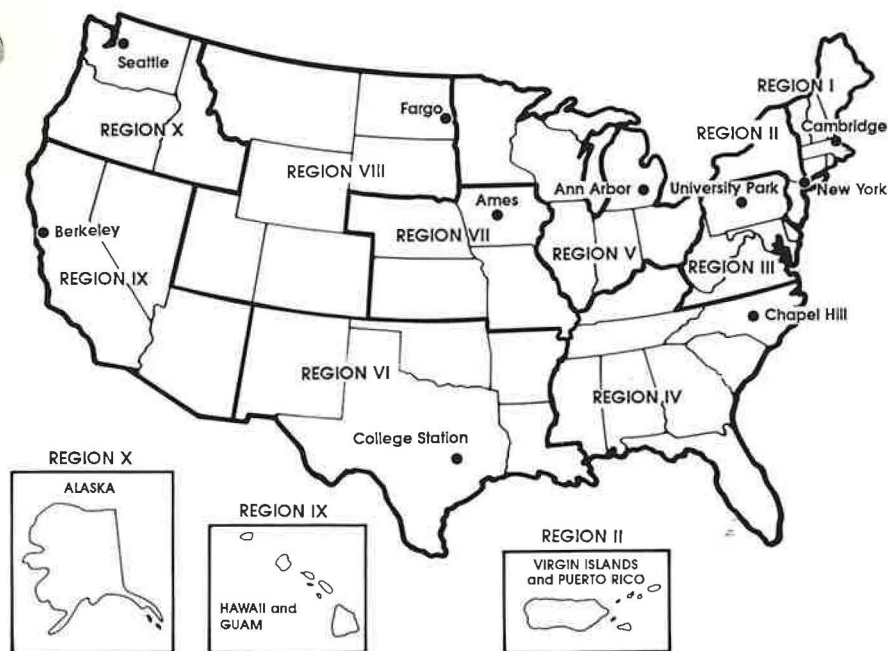 Seattle
REGION I
Fargo
REGION X
REGION II
Cambridge
REGION VIII
Ann Arbor
University Park
New York
Ames
Berkeley
REGION VII
REGION IX
REGION V
REGION III
Chapel Hill
REGION VI
REGION IV
College Station
REGION X
ALASKA
REGION IX
HAWAII and
GUAM
REGION II
VIRGIN ISLANDS
and PUERTO RICO